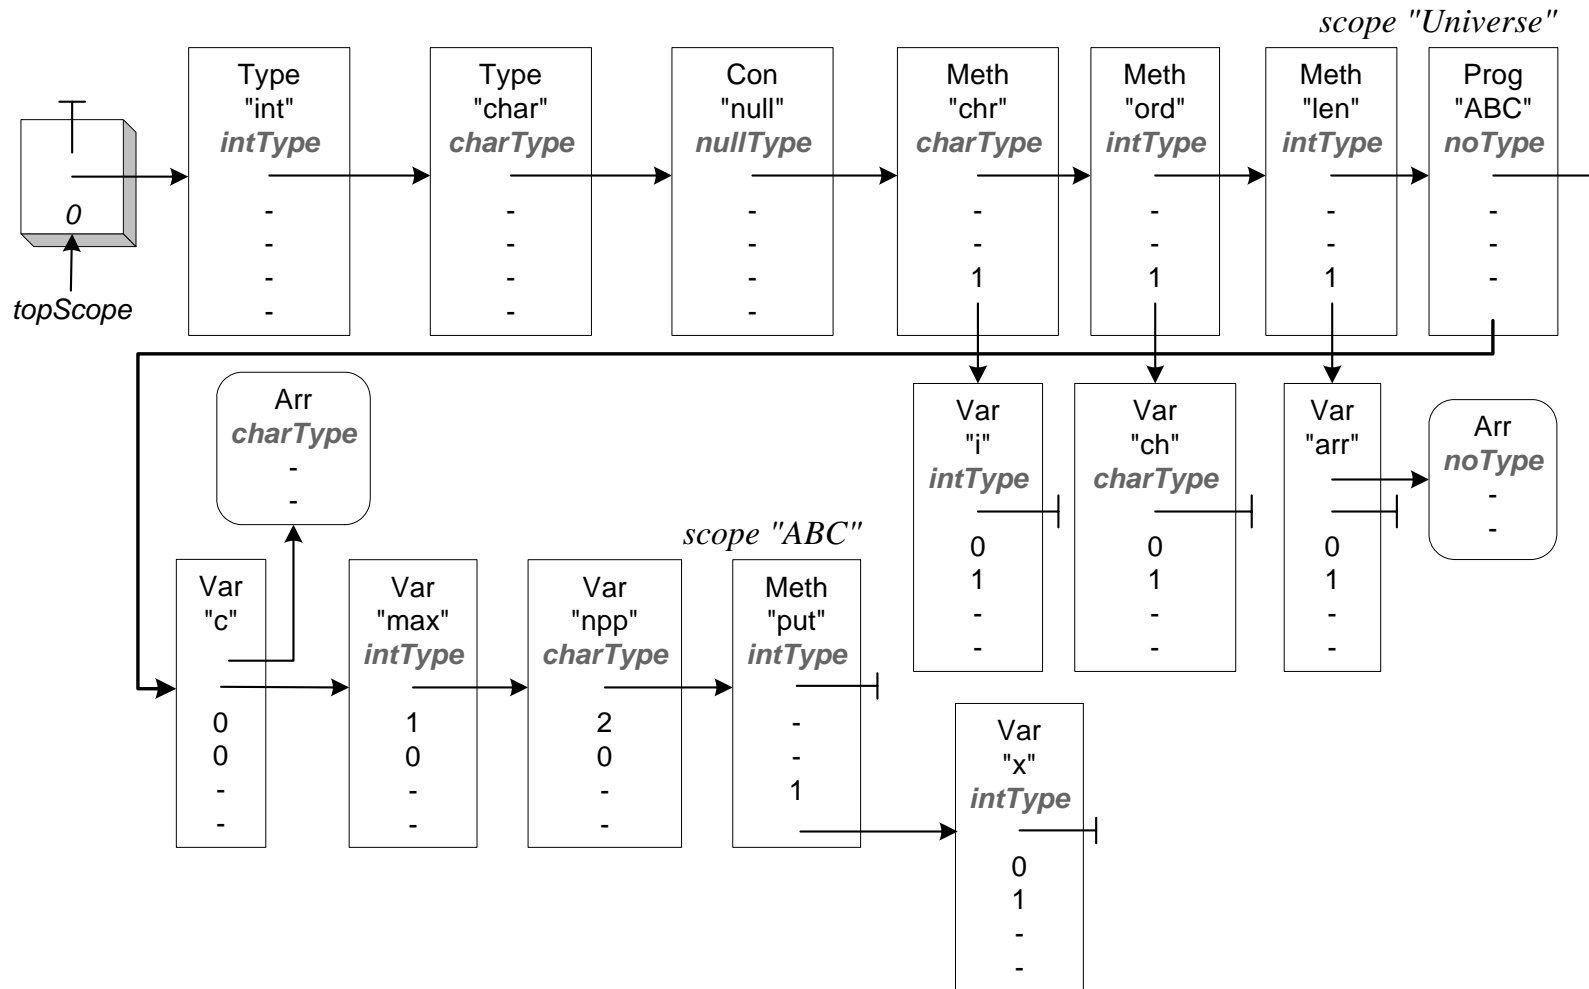 scope "Universe"
0
topScope
Type
"int"
intType
-
-
-
-
Type
"char"
charType
-
-
-
-
Con
"null"
nullType
-
-
-
-
Meth
"chr"
charType
-
-
1
Meth
"ord"
intType
-
-
1
Meth
"len"
intType
-
-
1
Prog
"ABC"
noType
-
-
-
Arr
charType
-
-
Var
"i"
intType
0
1
-
-
Var
"ch"
charType
0
1
-
-
Var
"arr"
0
1
-
-
Arr
noType
-
-
scope "ABC"
Var
"c"
0
0
-
-
Var
"max"
intType
1
0
-
-
Var
"npp"
charType
2
0
-
-
Meth
"put"
intType
-
-
1
Var
"x"
intType
0
1
-
-